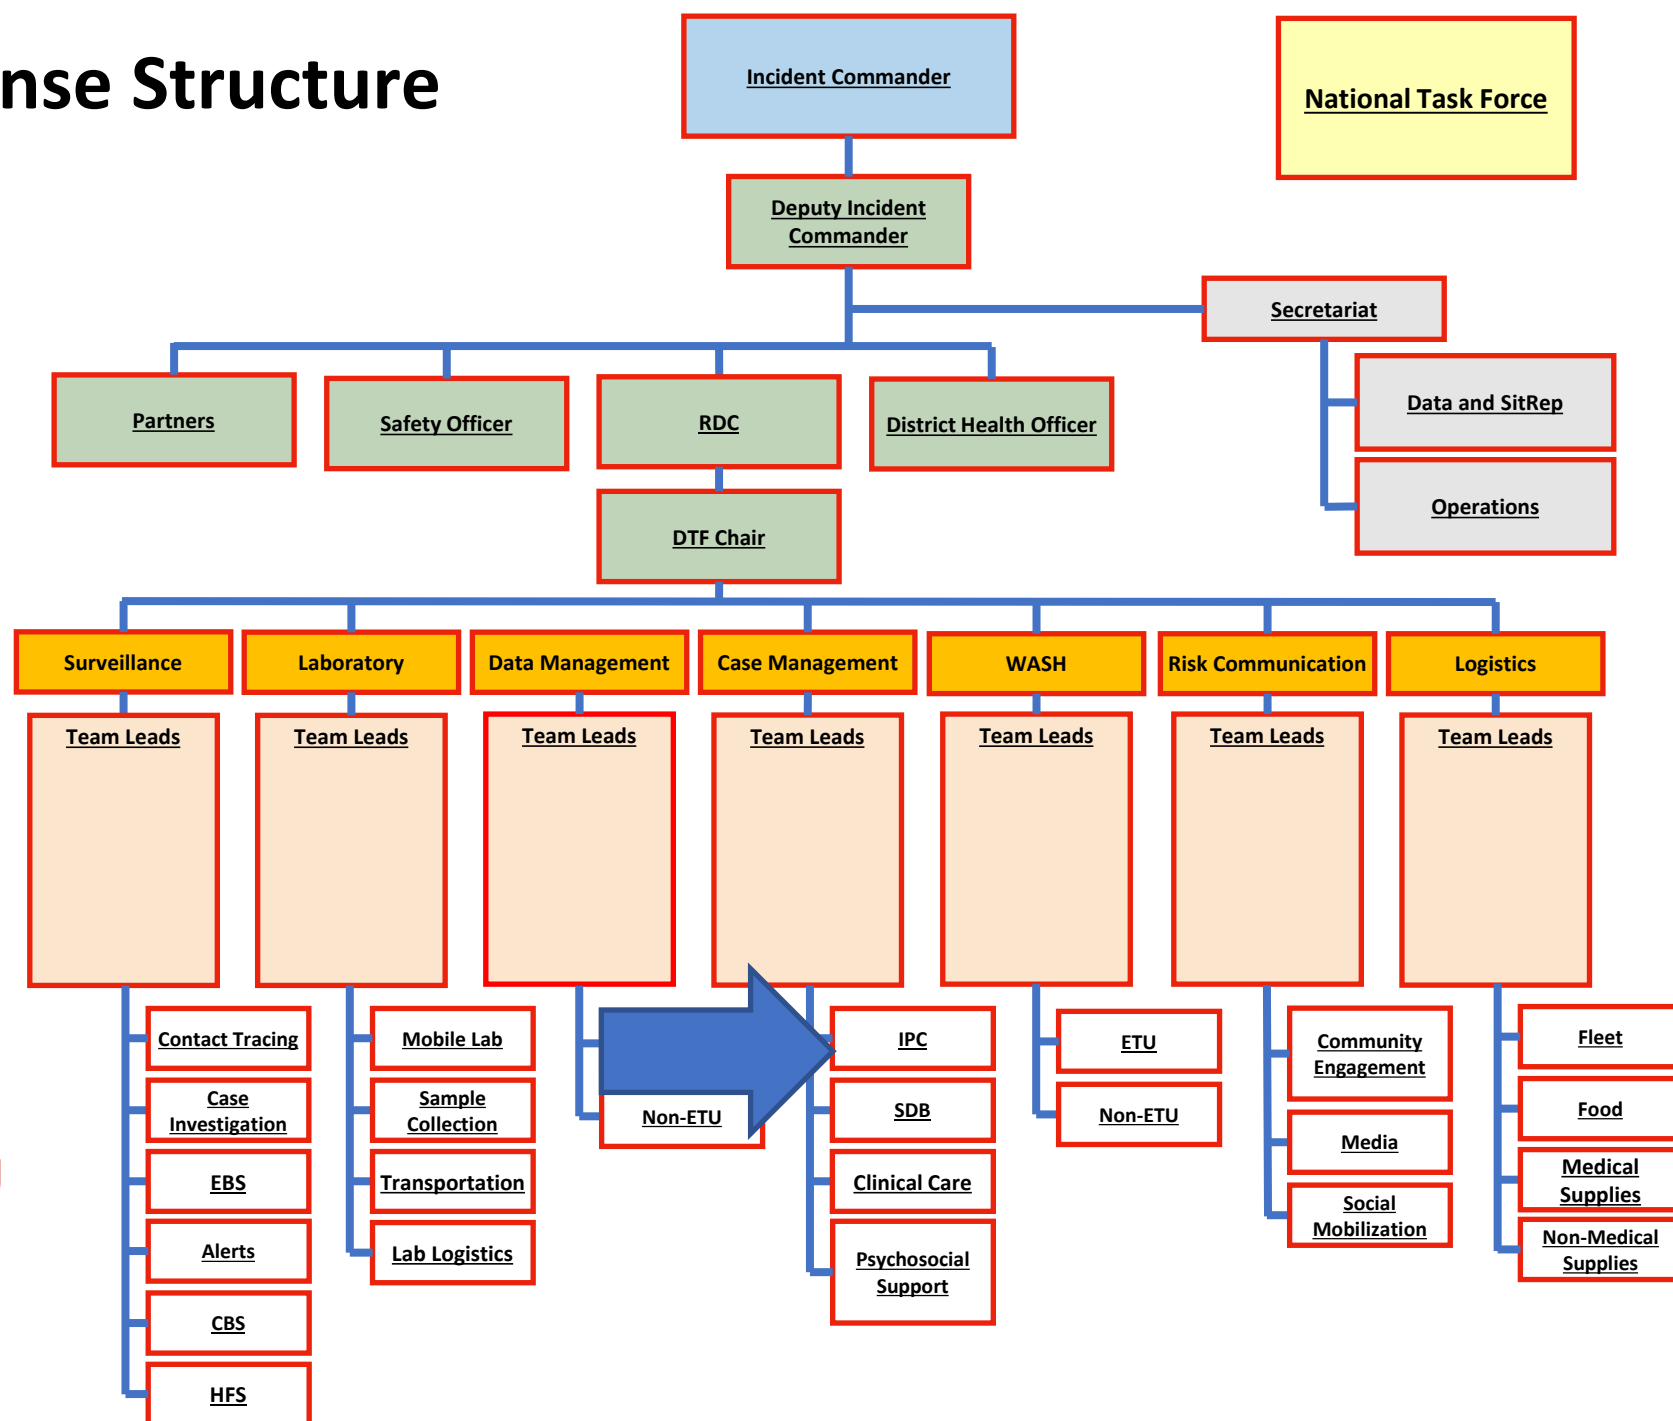 nse Structure
Incident Commander
National Task Force
Deputy Incident
Commander
Secretariat
Data and SitRep
Operations
Partners
Safety Officer
RDC
District Health Officer
DTF Chair
Surveillance
Laboratory
Data Management
Case Management
WASH
Risk Communication
Logistics
Team Leads
Team Leads
Team Leads
Team Leads
Team Leads
Team Leads
Team Leads
Contact Tracing
Case
Investigation
EBS
Alerts
CBS
HFS
Mobile Lab
Sample
Collection
Transportation
Lab Logistics
Non-ETU
IPC
SDB
Clinical Care
Psychosocial
Support
ETU
Non-ETU
Community
Engagement
Media
Social
Mobilization
Fleet
Food
Medical
Supplies
Non-Medical
Supplies